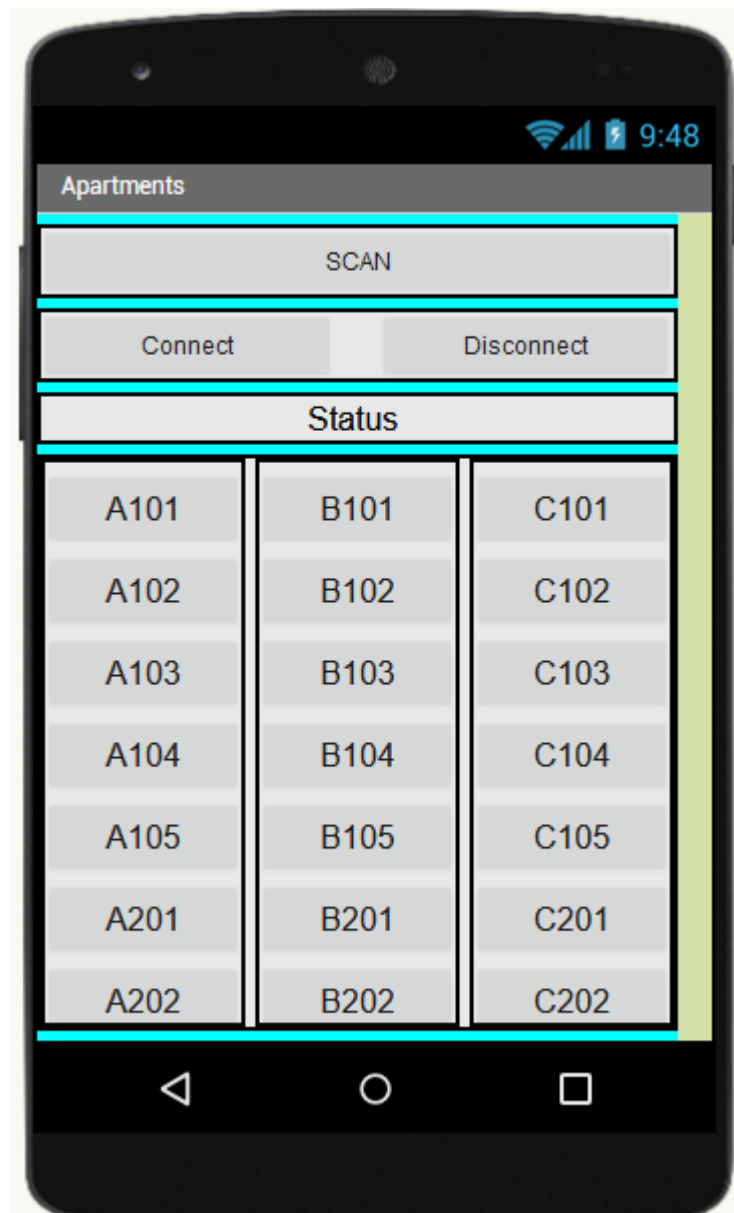 9:48
Apartments
SCAN
Connect Disconnect
Status
A101 B101 C101
A102 B102 C102
A103 B103 C103
A104 B104 C104
A105 B105 C105
A201 B201 C201
A202 B202 C202